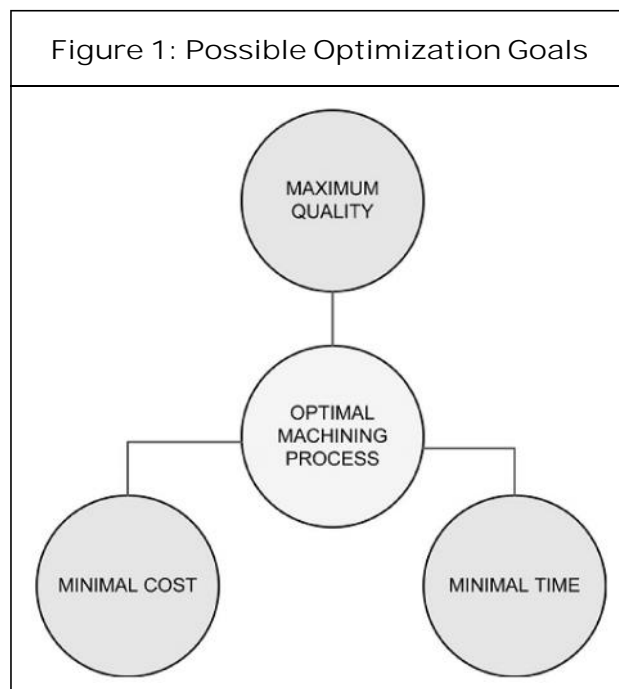 Figure 1: Possible Optimization Goals
MAXIMUM
QUALITY
OPTIMAL
MACHINING
PROCESS
MINIMAL COST
MINIMAL TIME